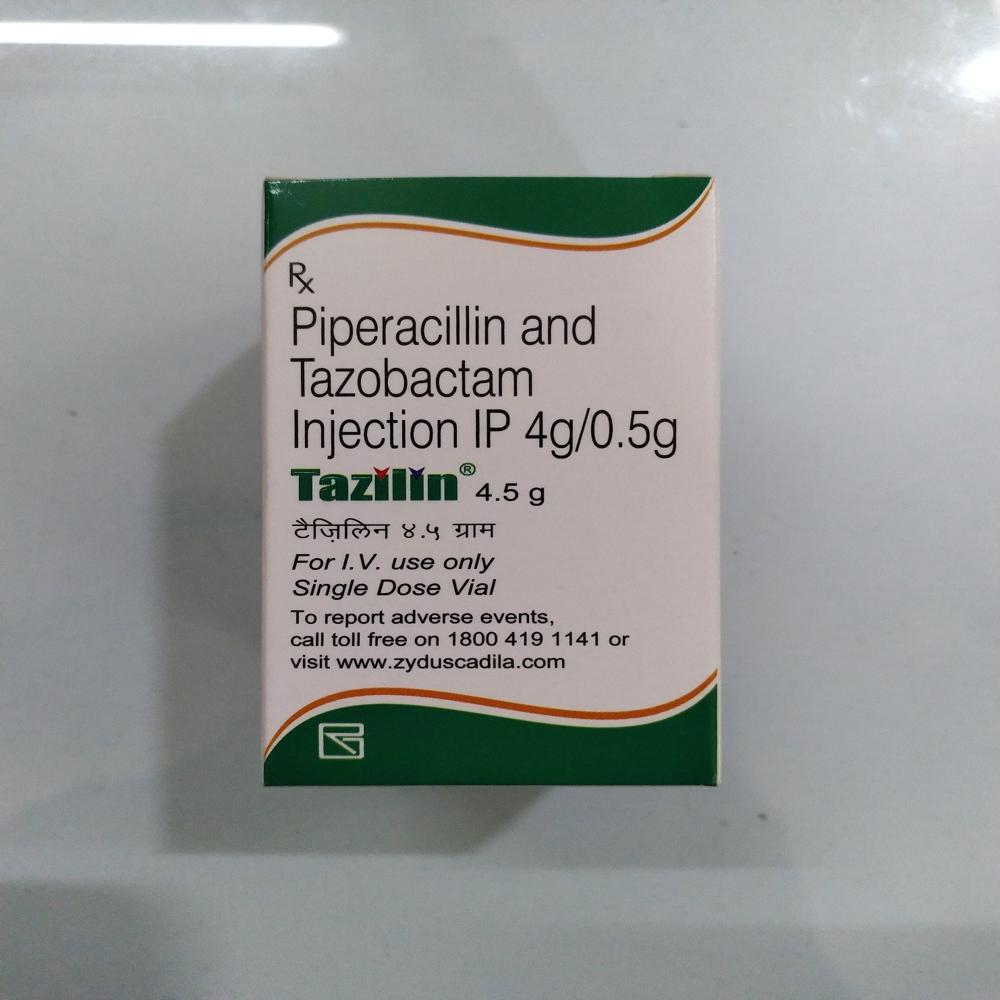 Rx
Piperacillin and
Tazobactam
Injection IP 4g/0.5g
Tazilin® 4.5 g
टैज़िलिन ४.५ ग्राम
For I.V. use only
Single Dose Vial
To report adverse events,
call toll free on 1800 419 1141 or
visit www.zyduscadila.com